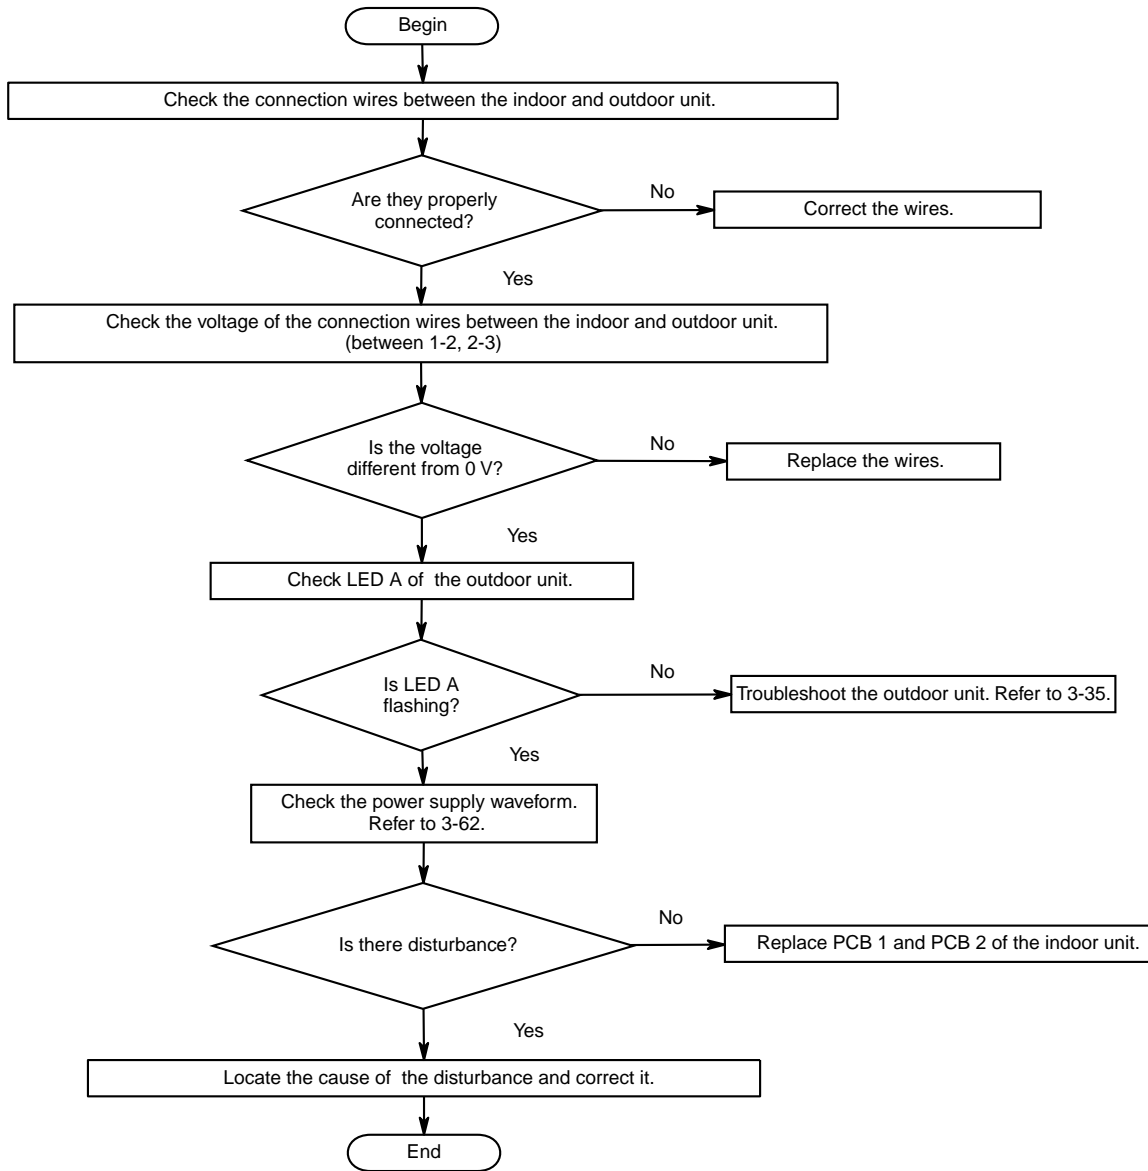 Begin
Check the connection wires between the indoor and outdoor unit.
Are they properly
connected?
No
Correct the wires.
Yes
Check the voltage of the connection wires between the indoor and outdoor unit.
(between 1-2, 2-3)
Is the voltage
different from 0 V?
No
Replace the wires.
Yes
Check LED A of the outdoor unit.
Is LED A
flashing?
No
Troubleshoot the outdoor unit. Refer to 3-35.
Yes
Check the power supply waveform.
Refer to 3-62.
Is there disturbance?
No
Replace PCB 1 and PCB 2 of the indoor unit.
Yes
Locate the cause of the disturbance and correct it.
End